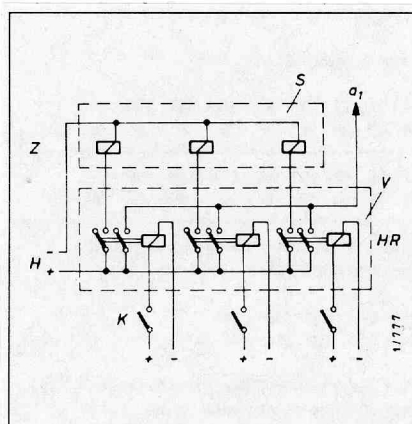 S
a1
Z
V
-
H
+
HR
K
+ - + - + -
1/777